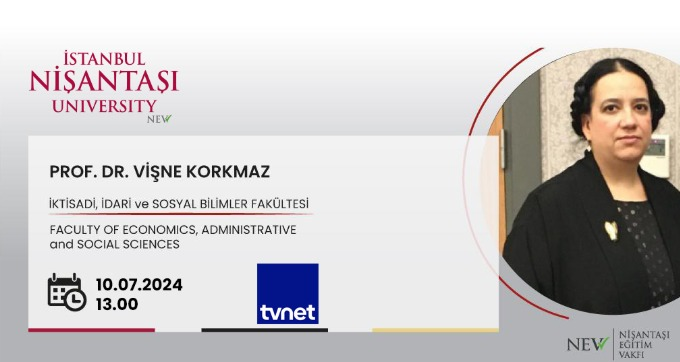 İSTANBUL
NİŞANTAŞI
UNIVERSITY
NEW
PROF. DR. VİŞNE KORKMAZ
İKTİSADİ, İDARİ ve SOSYAL BİLİMLER FAKÜLTESİ
FACULTY OF ECONOMICS, ADMINISTRATIVE
and SOCIAL SCIENCES
10.07.2024
13.00
tvnet
NEW
NİŞANTAŞI
EĞİTİM
VAKFI